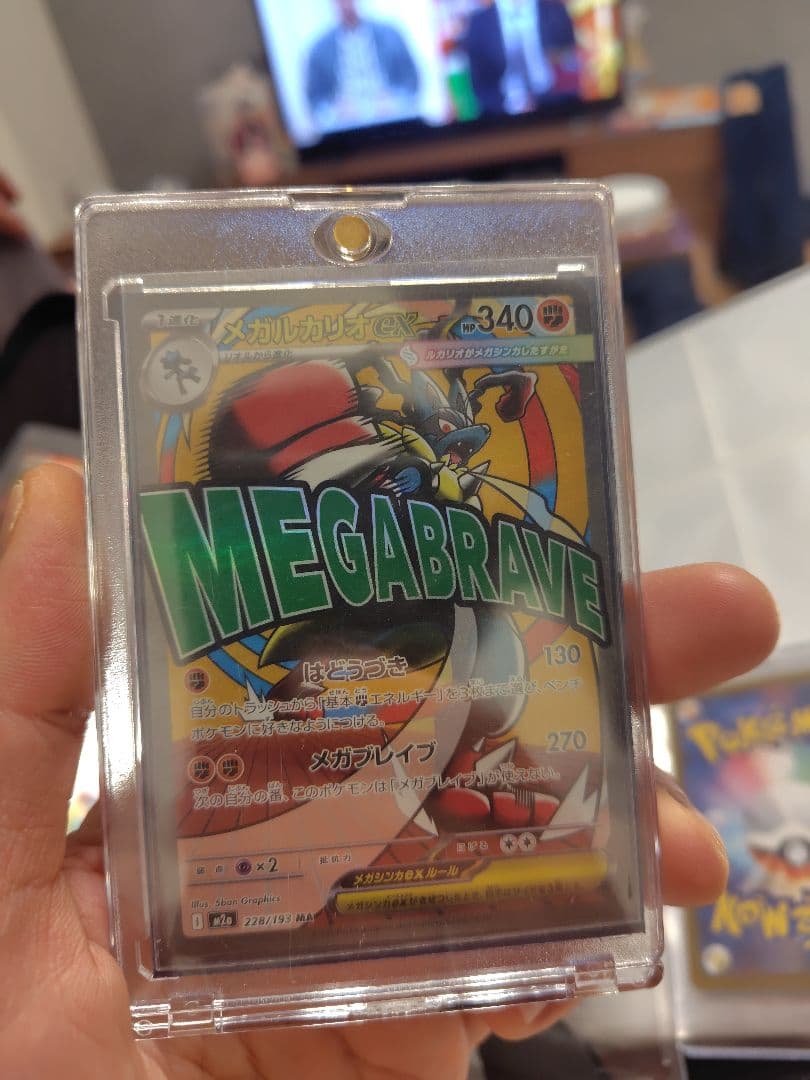 1進化
メガルカリオex
HP340
リオルから進化
ルカリオがメガシンカしたすがた
MEGABRAVE
はどうづき 130
自分のトラッシュから「基本闘エネルギー」を3枚まで選び、ベンチ
ポケモンに好きなようにつける。
メガブレイブ 270
次の自分の番、このポケモンは「メガブレイブ」が使えない。
弱点 ×2 抵抗力 にげる
メガシンカexルール
Illus. 5ban Graphics
I M2a 228/193 MA